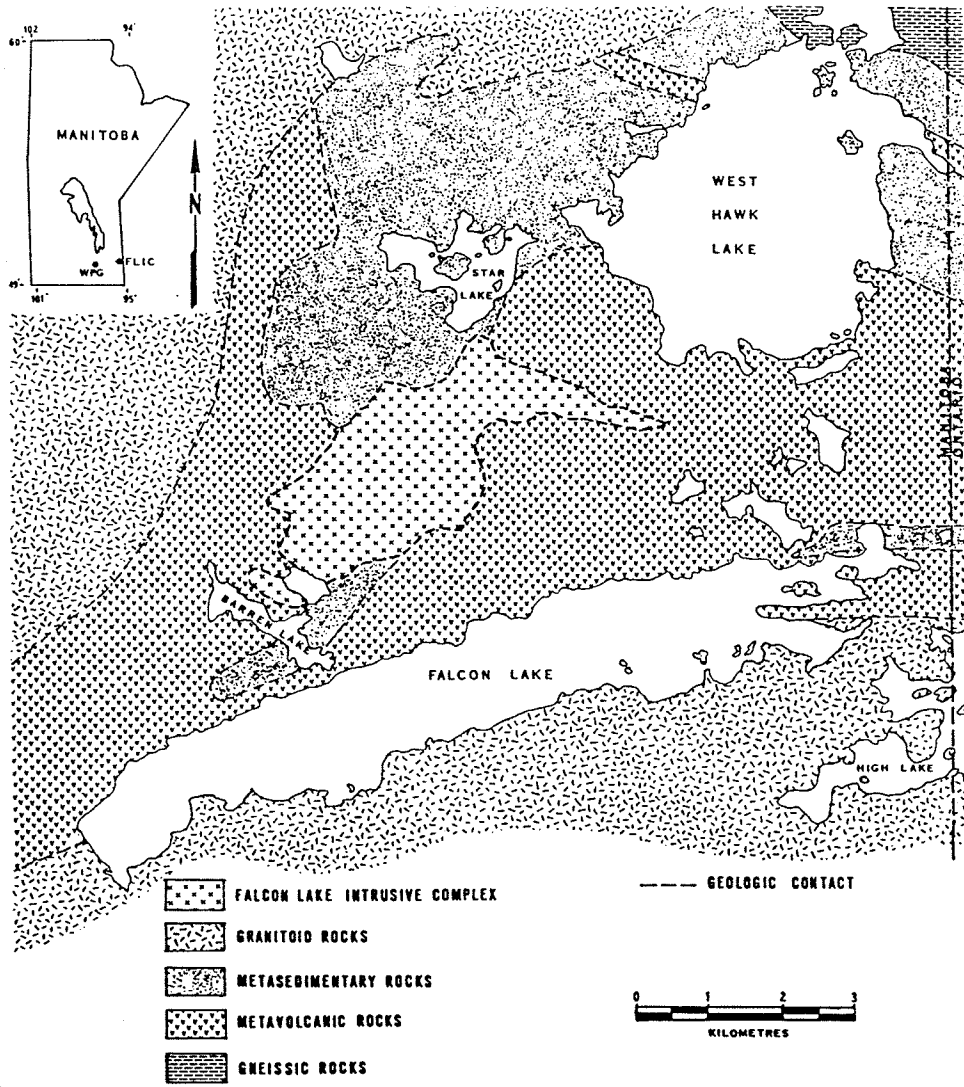 102 94
60
MANITOBA
N
FLIC
WPG
49
101 95
WEST
HAWK
LAKE
STAR
LAKE
MANITOBA
ONTARIO
BARREN LAKE
FALCON LAKE
HIGH LAKE
FALCON LAKE INTRUSIVE COMPLEX
GRANITOID ROCKS
METASEDIMENTARY ROCKS
METAVOLCANIC ROCKS
GNEISSIC ROCKS
GEOLOGIC CONTACT
0 1 2 3
KILOMETRES